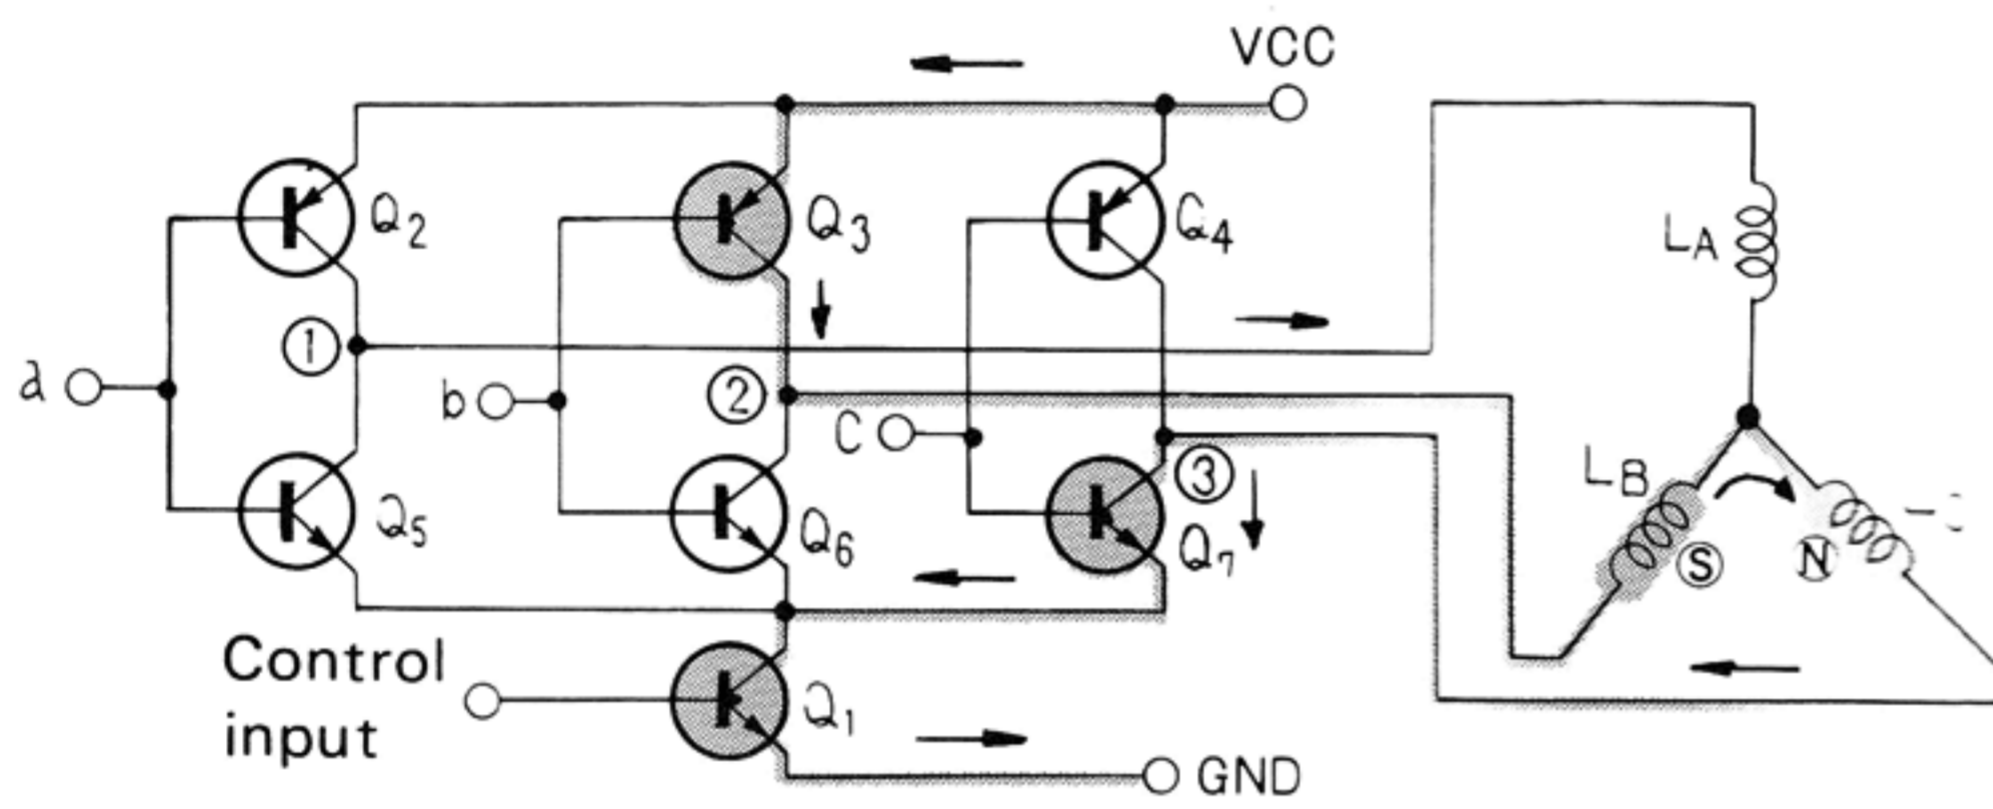 VCC
Q2
Q3
Q4
LA
①
a
②
b
C
③
LB
Q5
Q6
Q7
Ⓢ
Ⓝ
Control
input
Q1
GND